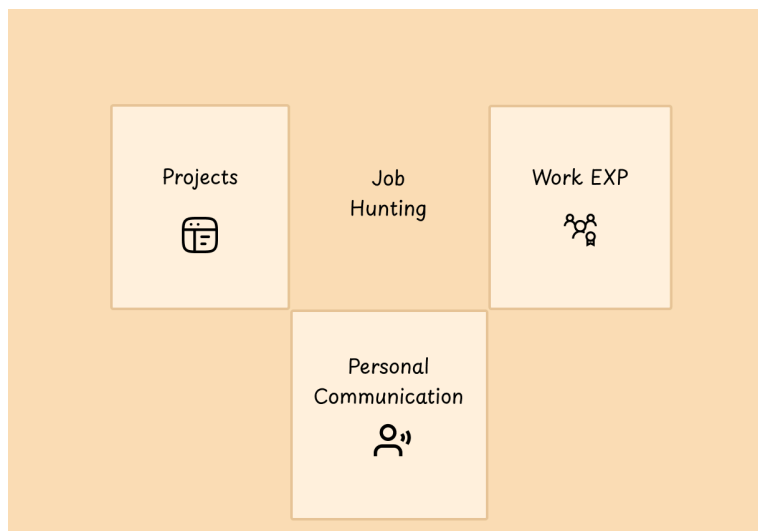 Projects
Job
Hunting
Work EXP
Personal
Communication